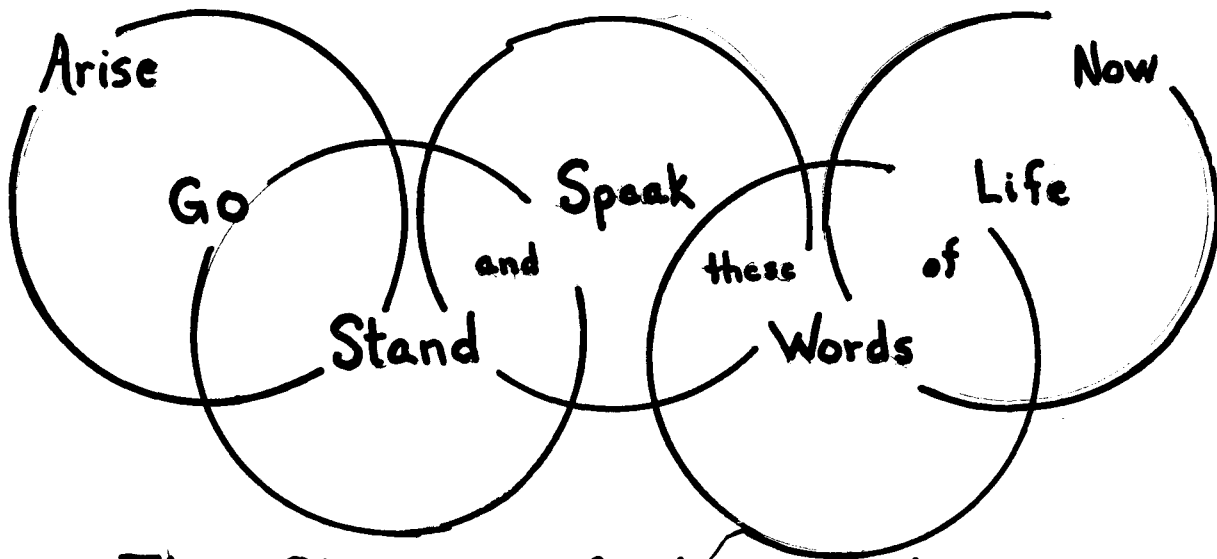 Arise
Go
Stand
and
Speak
these
Words
of
Life
Now